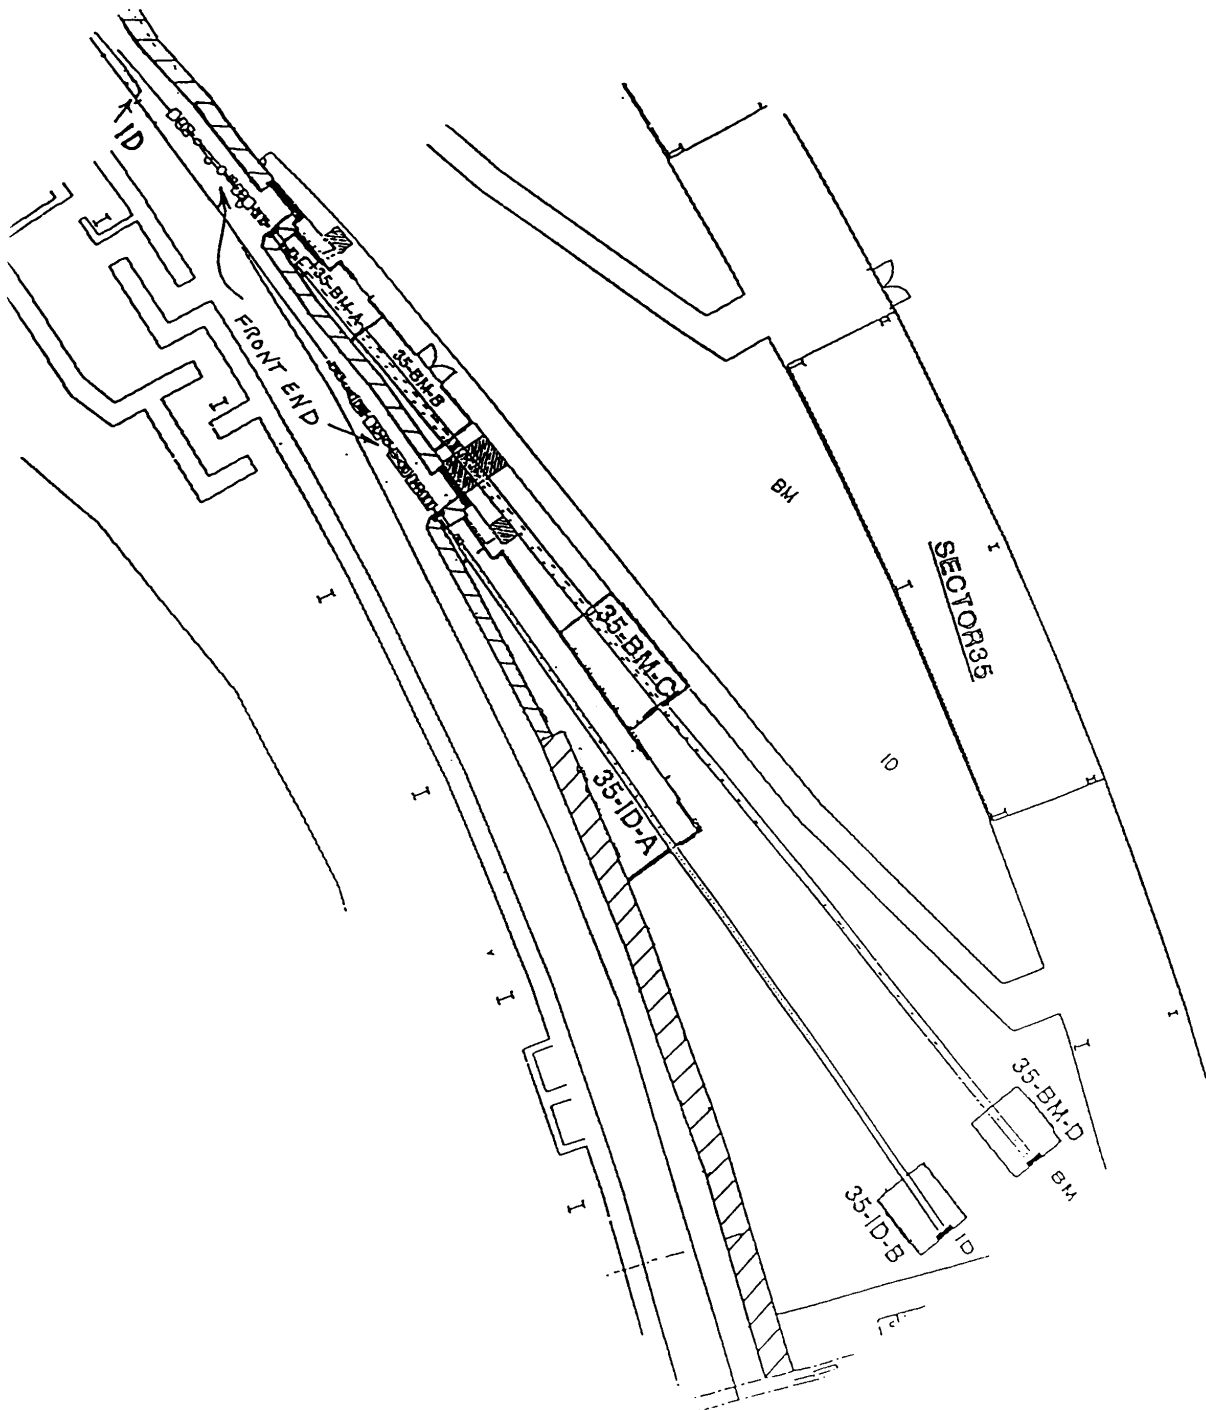 ID
FRONT END
35-BM-A
35-BM-B
BM
SECTOR35
35-BM-C
ID
35-ID-A
35-BM-D
BM
35-ID-B
ID